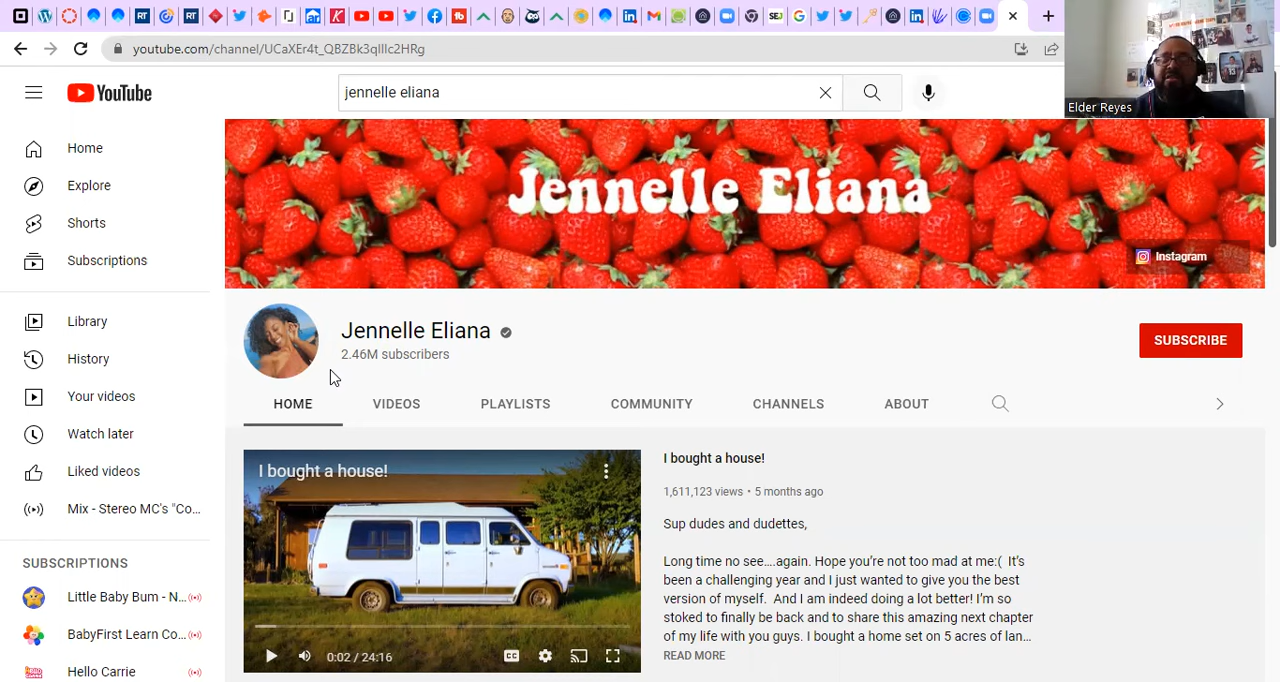 youtube.com/channel/UCaXEr4t_QBZBk3qIIlc2HRg
Elder Reyes
YouTube
jennelle eliana
Home
Explore
Shorts
Subscriptions
Library
History
Your videos
Watch later
Liked videos
Mix - Stereo MC's "Co...
SUBSCRIPTIONS
Little Baby Bum - N...
BabyFirst Learn Co...
Hello Carrie
Jennelle Eliana
Instagram
Jennelle Eliana
2.46M subscribers
SUBSCRIBE
HOME VIDEOS PLAYLISTS COMMUNITY CHANNELS ABOUT
I bought a house!
0:02 / 24:16
CC
I bought a house!
1,611,123 views • 5 months ago
Sup dudes and dudettes,
Long time no see....again. Hope you're not too mad at me:( It's
been a challenging year and I just wanted to give you the best
version of myself. And I am indeed doing a lot better! I'm so
stoked to finally be back and to share this amazing next chapter
of my life with you guys. I bought a home set on 5 acres of lan...
READ MORE